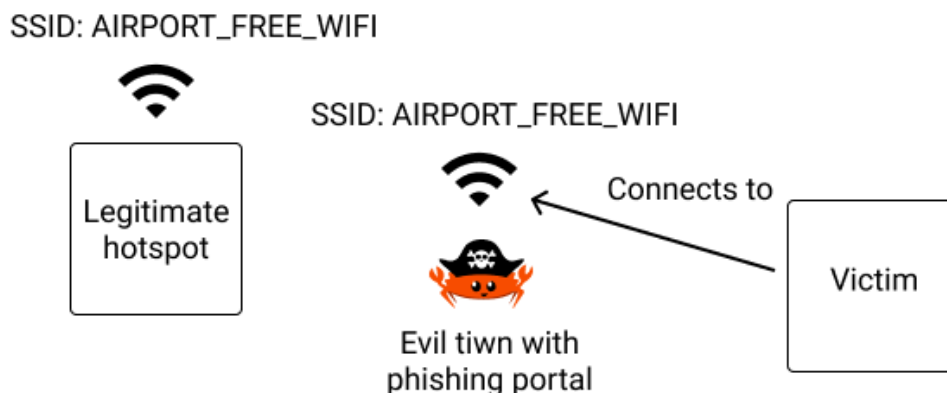 SSID: AIRPORT_FREE_WIFI
SSID: AIRPORT_FREE_WIFI
Legitimate
hotspot
Connects to
Victim
Evil tiwn with
phishing portal